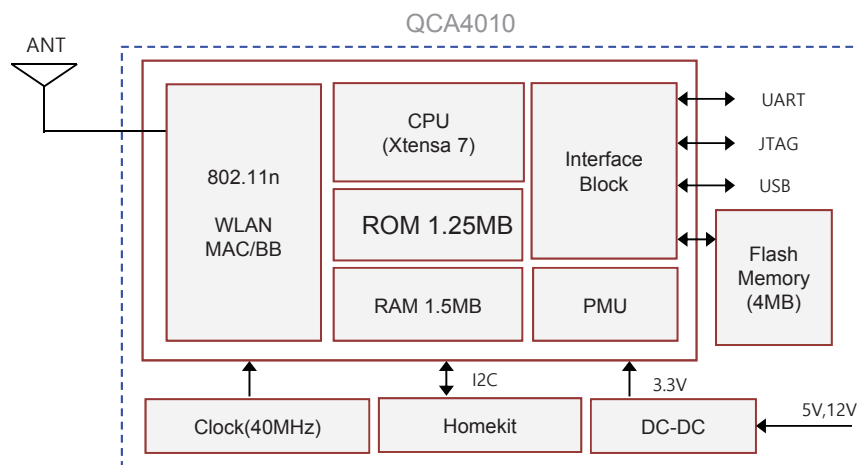 QCA4010
ANT
802.11n
WLAN
MAC/BB
CPU
(Xtensa 7)
ROM 1.25MB
RAM 1.5MB
Interface
Block
PMU
UART
JTAG
USB
Flash
Memory
(4MB)
I2C
3.3V
5V,12V
Clock(40MHz)
Homekit
DC-DC